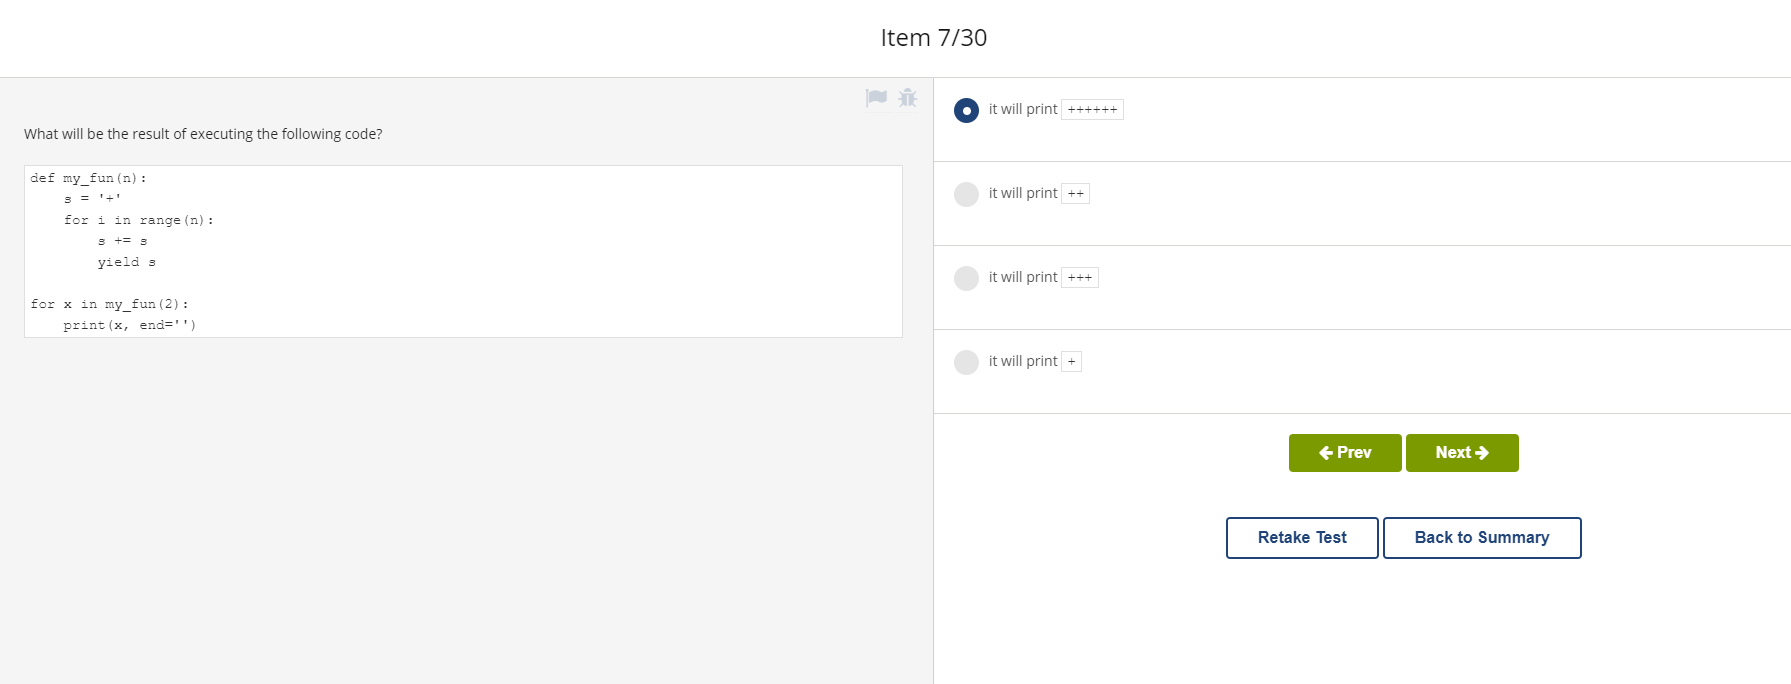 Item 7/30
What will be the result of executing the following code?
def my_fun(n):
    s = '+'
    for i in range(n):
        s += s
        yield s

for x in my_fun(2):
    print(x, end='')
it will print ++++++
it will print ++
it will print +++
it will print +
Prev
Next
Retake Test
Back to Summary